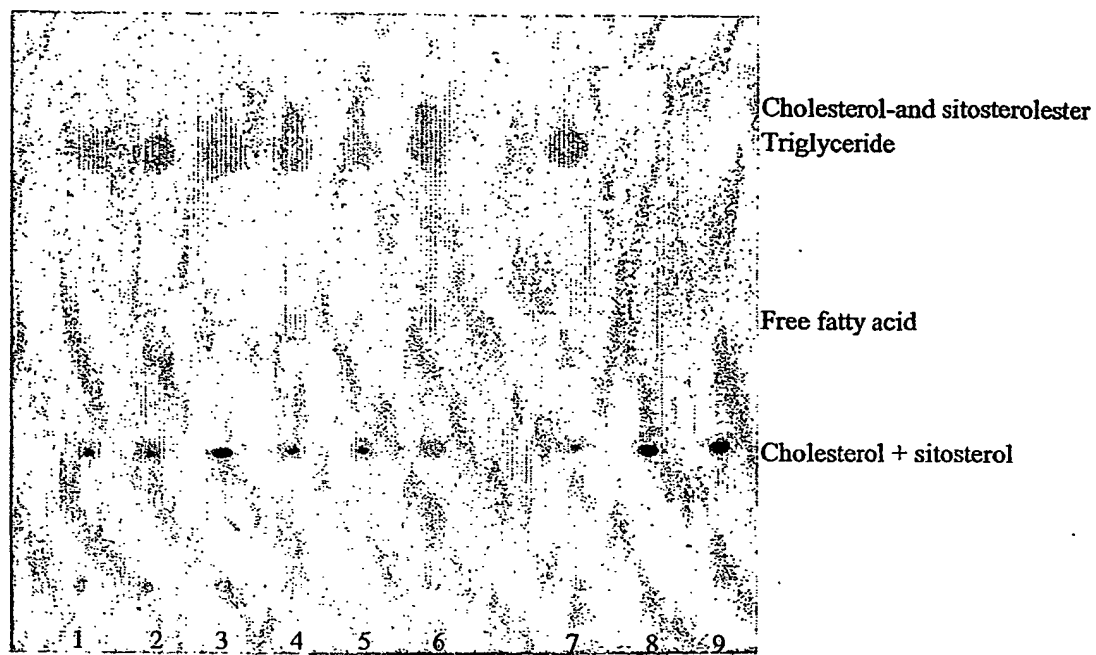 Cholesterol-and sitosterolester
Triglyceride
Free fatty acid
Cholesterol + sitosterol
1 2 3 4 5 6 7 8 9